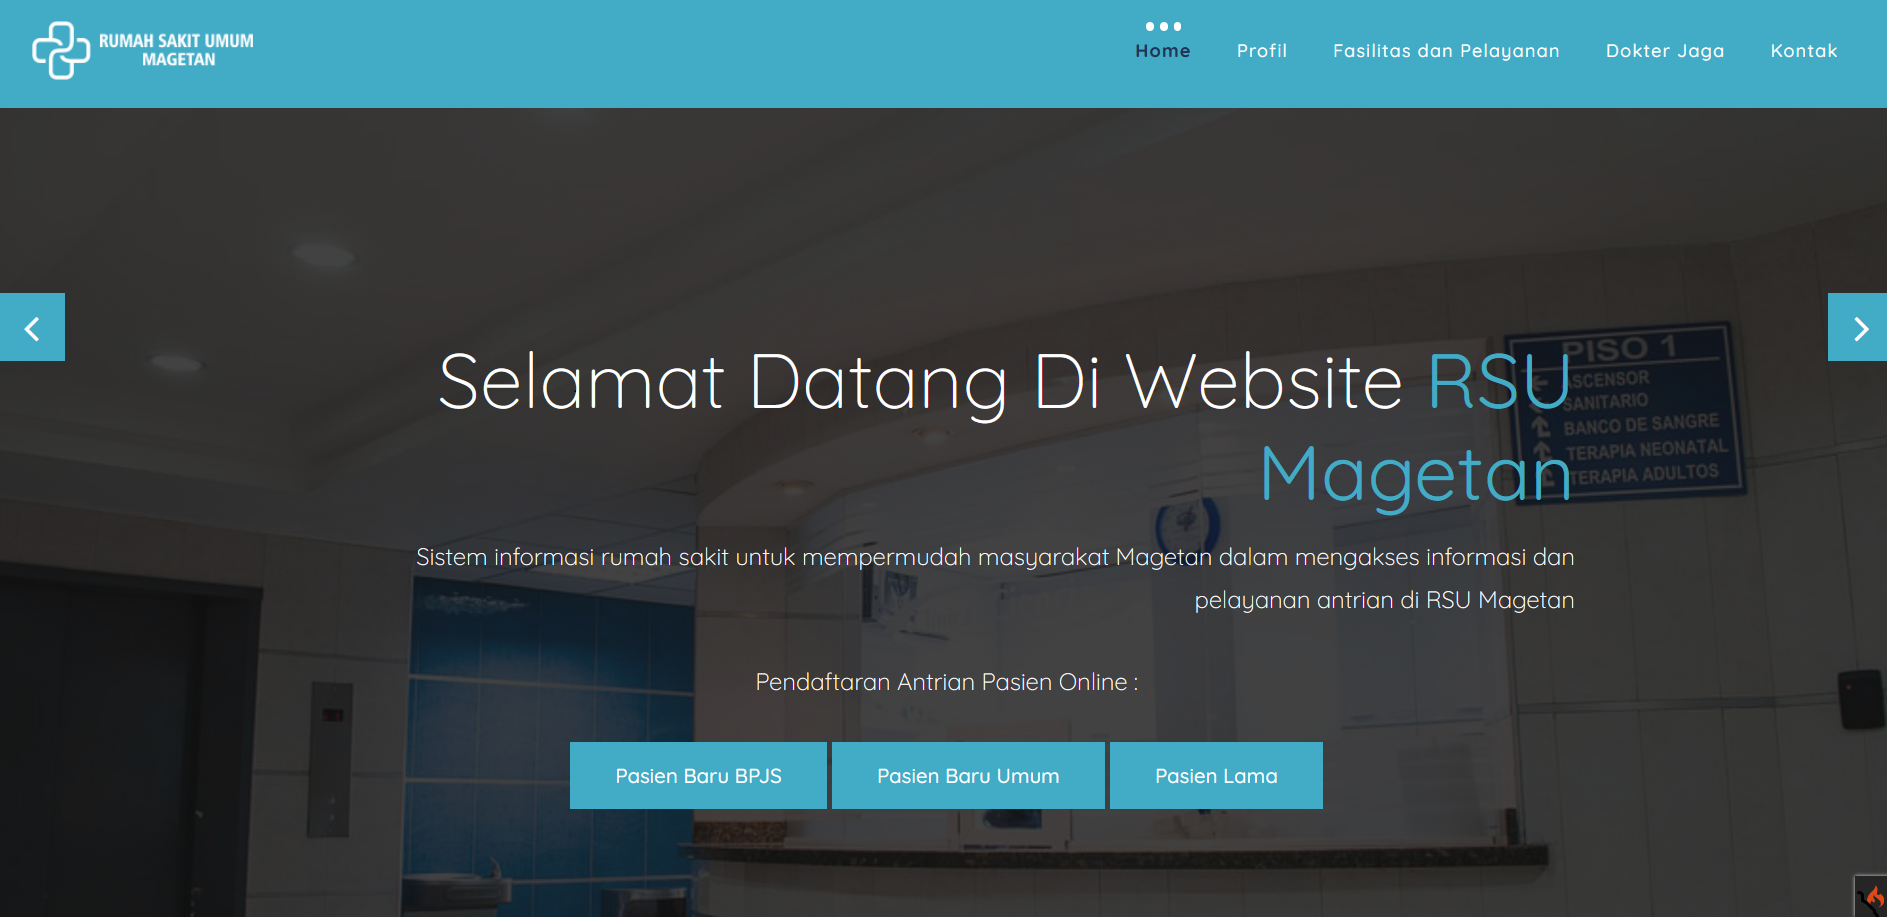 RUMAH SAKIT UMUM
MAGETAN
Home
Profil
Fasilitas dan Pelayanan
Dokter Jaga
Kontak
Selamat Datang Di Website RSU
Magetan
PISO 1
ASCENSOR
SANITARIO
BANCO DE SANGRE
TERAPIA NEONATAL
TERAPIA ADULTOS
Sistem informasi rumah sakit untuk mempermudah masyarakat Magetan dalam mengakses informasi dan
pelayanan antrian di RSU Magetan
Pendaftaran Antrian Pasien Online :
Pasien Baru BPJS
Pasien Baru Umum
Pasien Lama